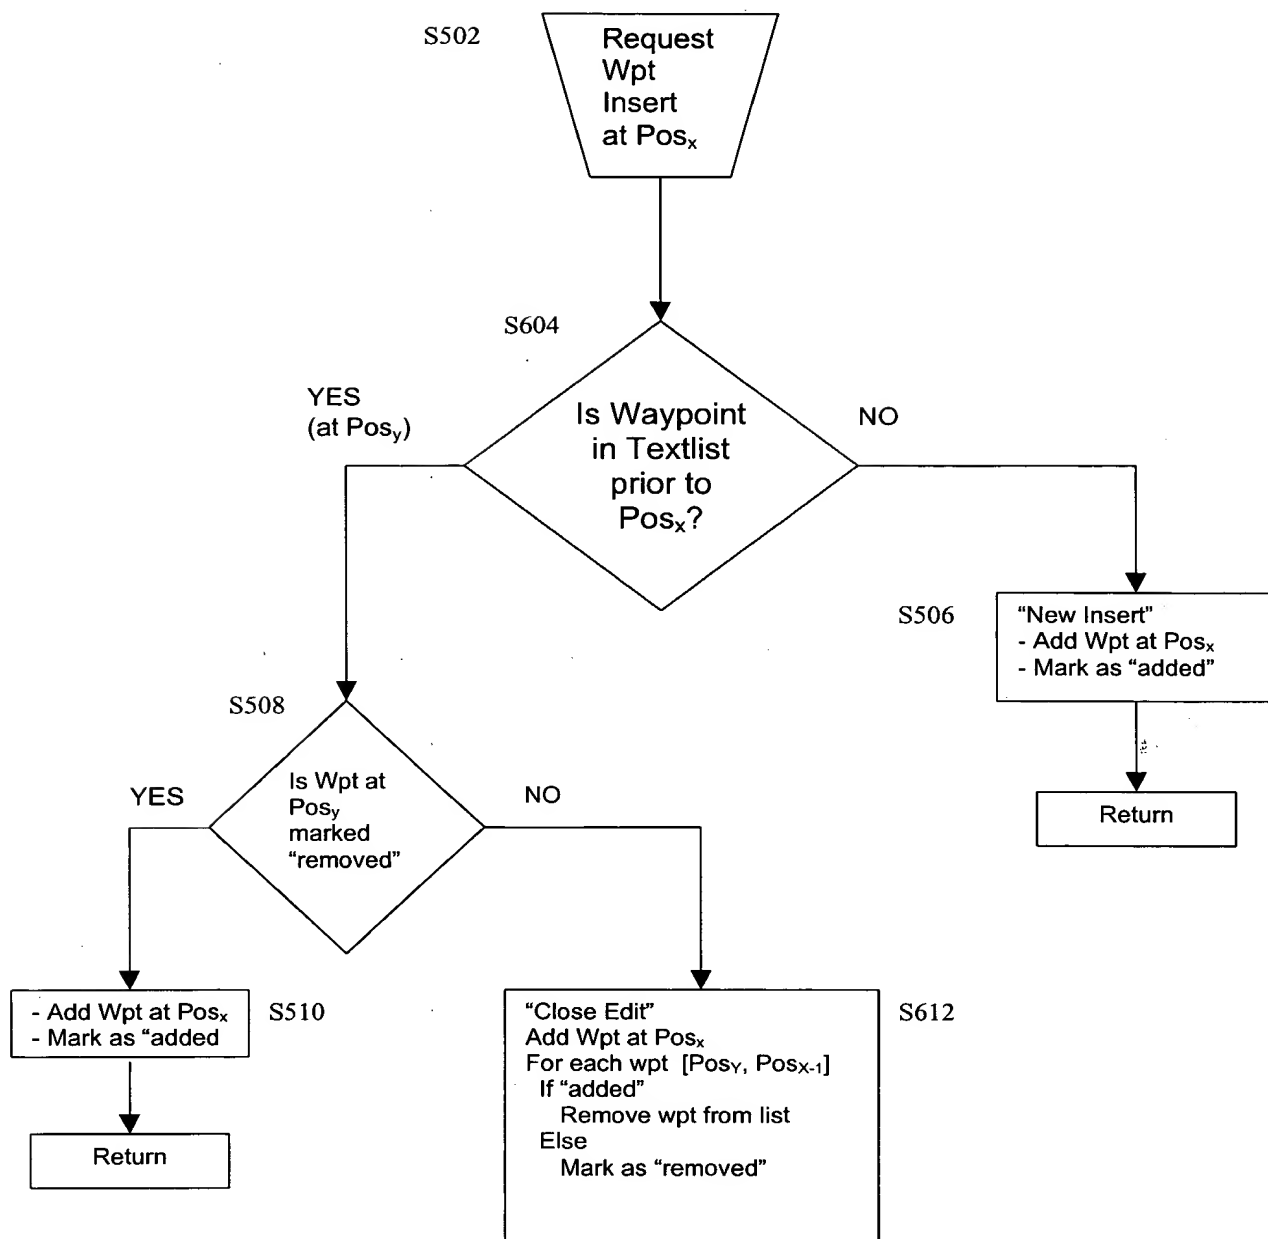 S502
Request
Wpt
Insert
at Posₓ
S604
YES
(at Posᵧ)
Is Waypoint
in Textlist
prior to
Posₓ?
NO
S506
“New Insert”
- Add Wpt at Posₓ
- Mark as “added”
Return
S508
YES
Is Wpt at
Posᵧ
marked
“removed”
NO
- Add Wpt at Posₓ
- Mark as “added
S510
Return
S612
“Close Edit”
Add Wpt at Posₓ
For each wpt [PosY, PosX-1]
If “added”
Remove wpt from list
Else
Mark as “removed”